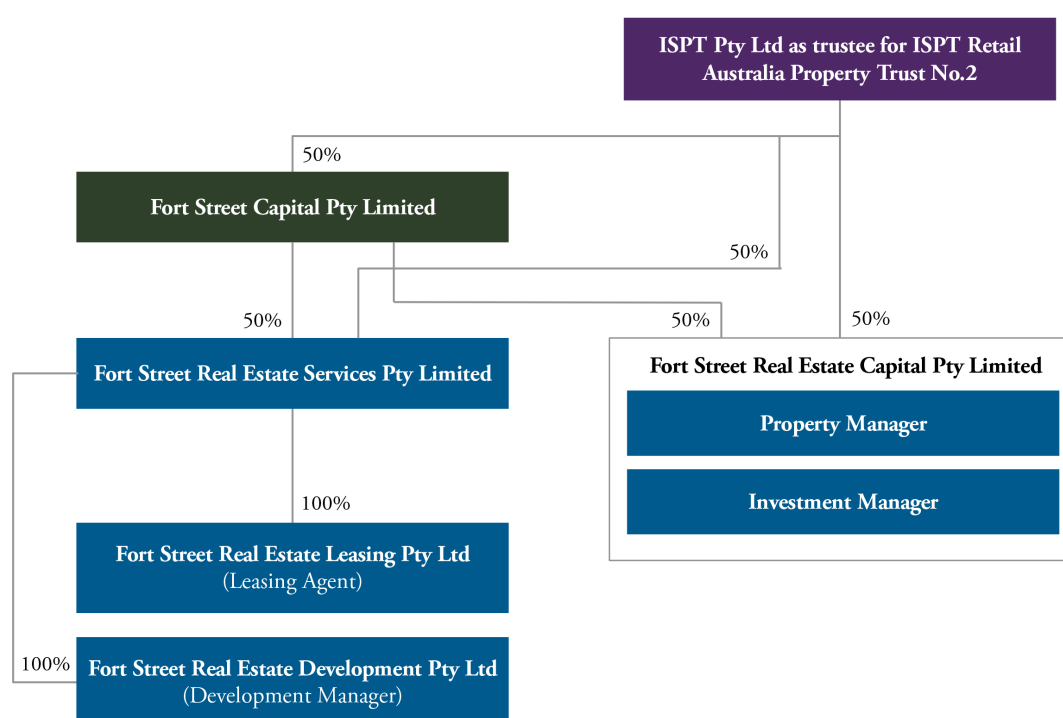 ISPT Pty Ltd as trustee for ISPT Retail
Australia Property Trust No.2
50%
Fort Street Capital Pty Limited
50%
50%
50%
50%
Fort Street Real Estate Services Pty Limited
Fort Street Real Estate Capital Pty Limited
Property Manager
Investment Manager
100%
Fort Street Real Estate Leasing Pty Ltd
(Leasing Agent)
100%
Fort Street Real Estate Development Pty Ltd
(Development Manager)